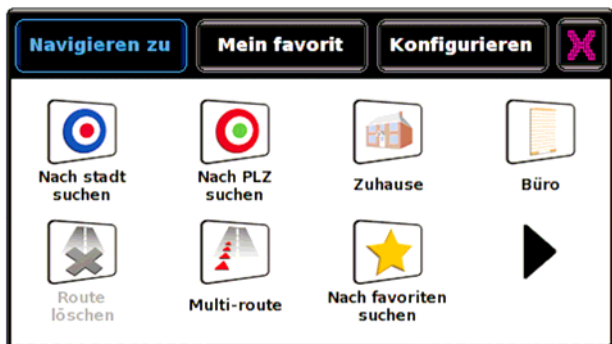 Navigieren zu
Mein favorit
Konfigurieren
X
Nach stadt
suchen
Nach PLZ
suchen
Zuhause
Büro
Route
löschen
Multi-route
Nach favoriten
suchen